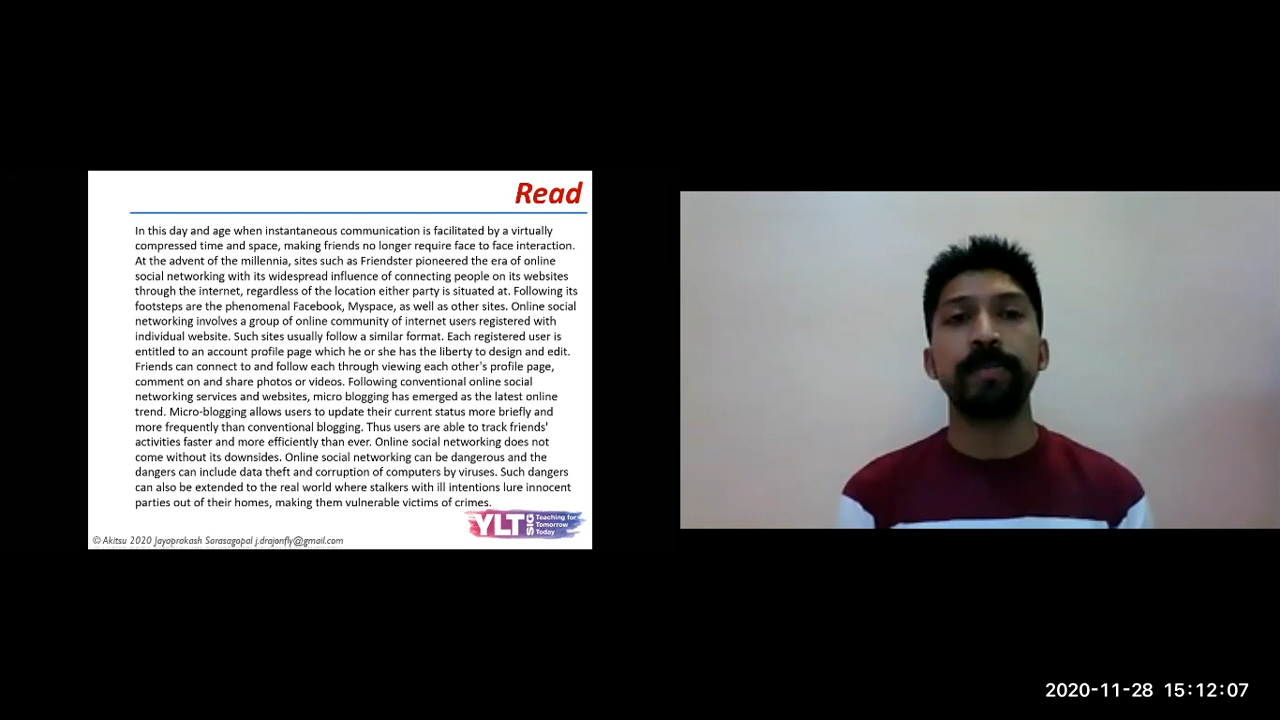 Read
In this day and age when instantaneous communication is facilitated by a virtually
compressed time and space, making friends no longer require face to face interaction.
At the advent of the millennia, sites such as Friendster pioneered the era of online
social networking with its widespread influence of connecting people on its websites
through the internet, regardless of the location either party is situated at. Following its
footsteps are the phenomenal Facebook, Myspace, as well as other sites. Online social
networking involves a group of online community of internet users registered with
individual website. Such sites usually follow a similar format. Each registered user is
entitled to an account profile page which he or she has the liberty to design and edit.
Friends can connect to and follow each through viewing each other's profile page,
comment on and share photos or videos. Following conventional online social
networking services and websites, micro blogging has emerged as the latest online
trend. Micro-blogging allows users to update their current status more briefly and
more frequently than conventional blogging. Thus users are able to track friends'
activities faster and more efficiently than ever. Online social networking does not
come without its downsides. Online social networking can be dangerous and the
dangers can include data theft and corruption of computers by viruses. Such dangers
can also be extended to the real world where stalkers with ill intentions lure innocent
parties out of their homes, making them vulnerable victims of crimes.
YLT SIG
Teaching for
Tomorrow
Today
© Akitsu 2020 Jayaprakash Sarasagopal j.drajonfly@gmail.com
2020-11-28 15:12:07